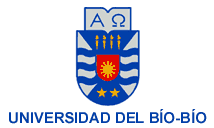 Α Ω
UNIVERSIDAD DEL BÍO-BÍO